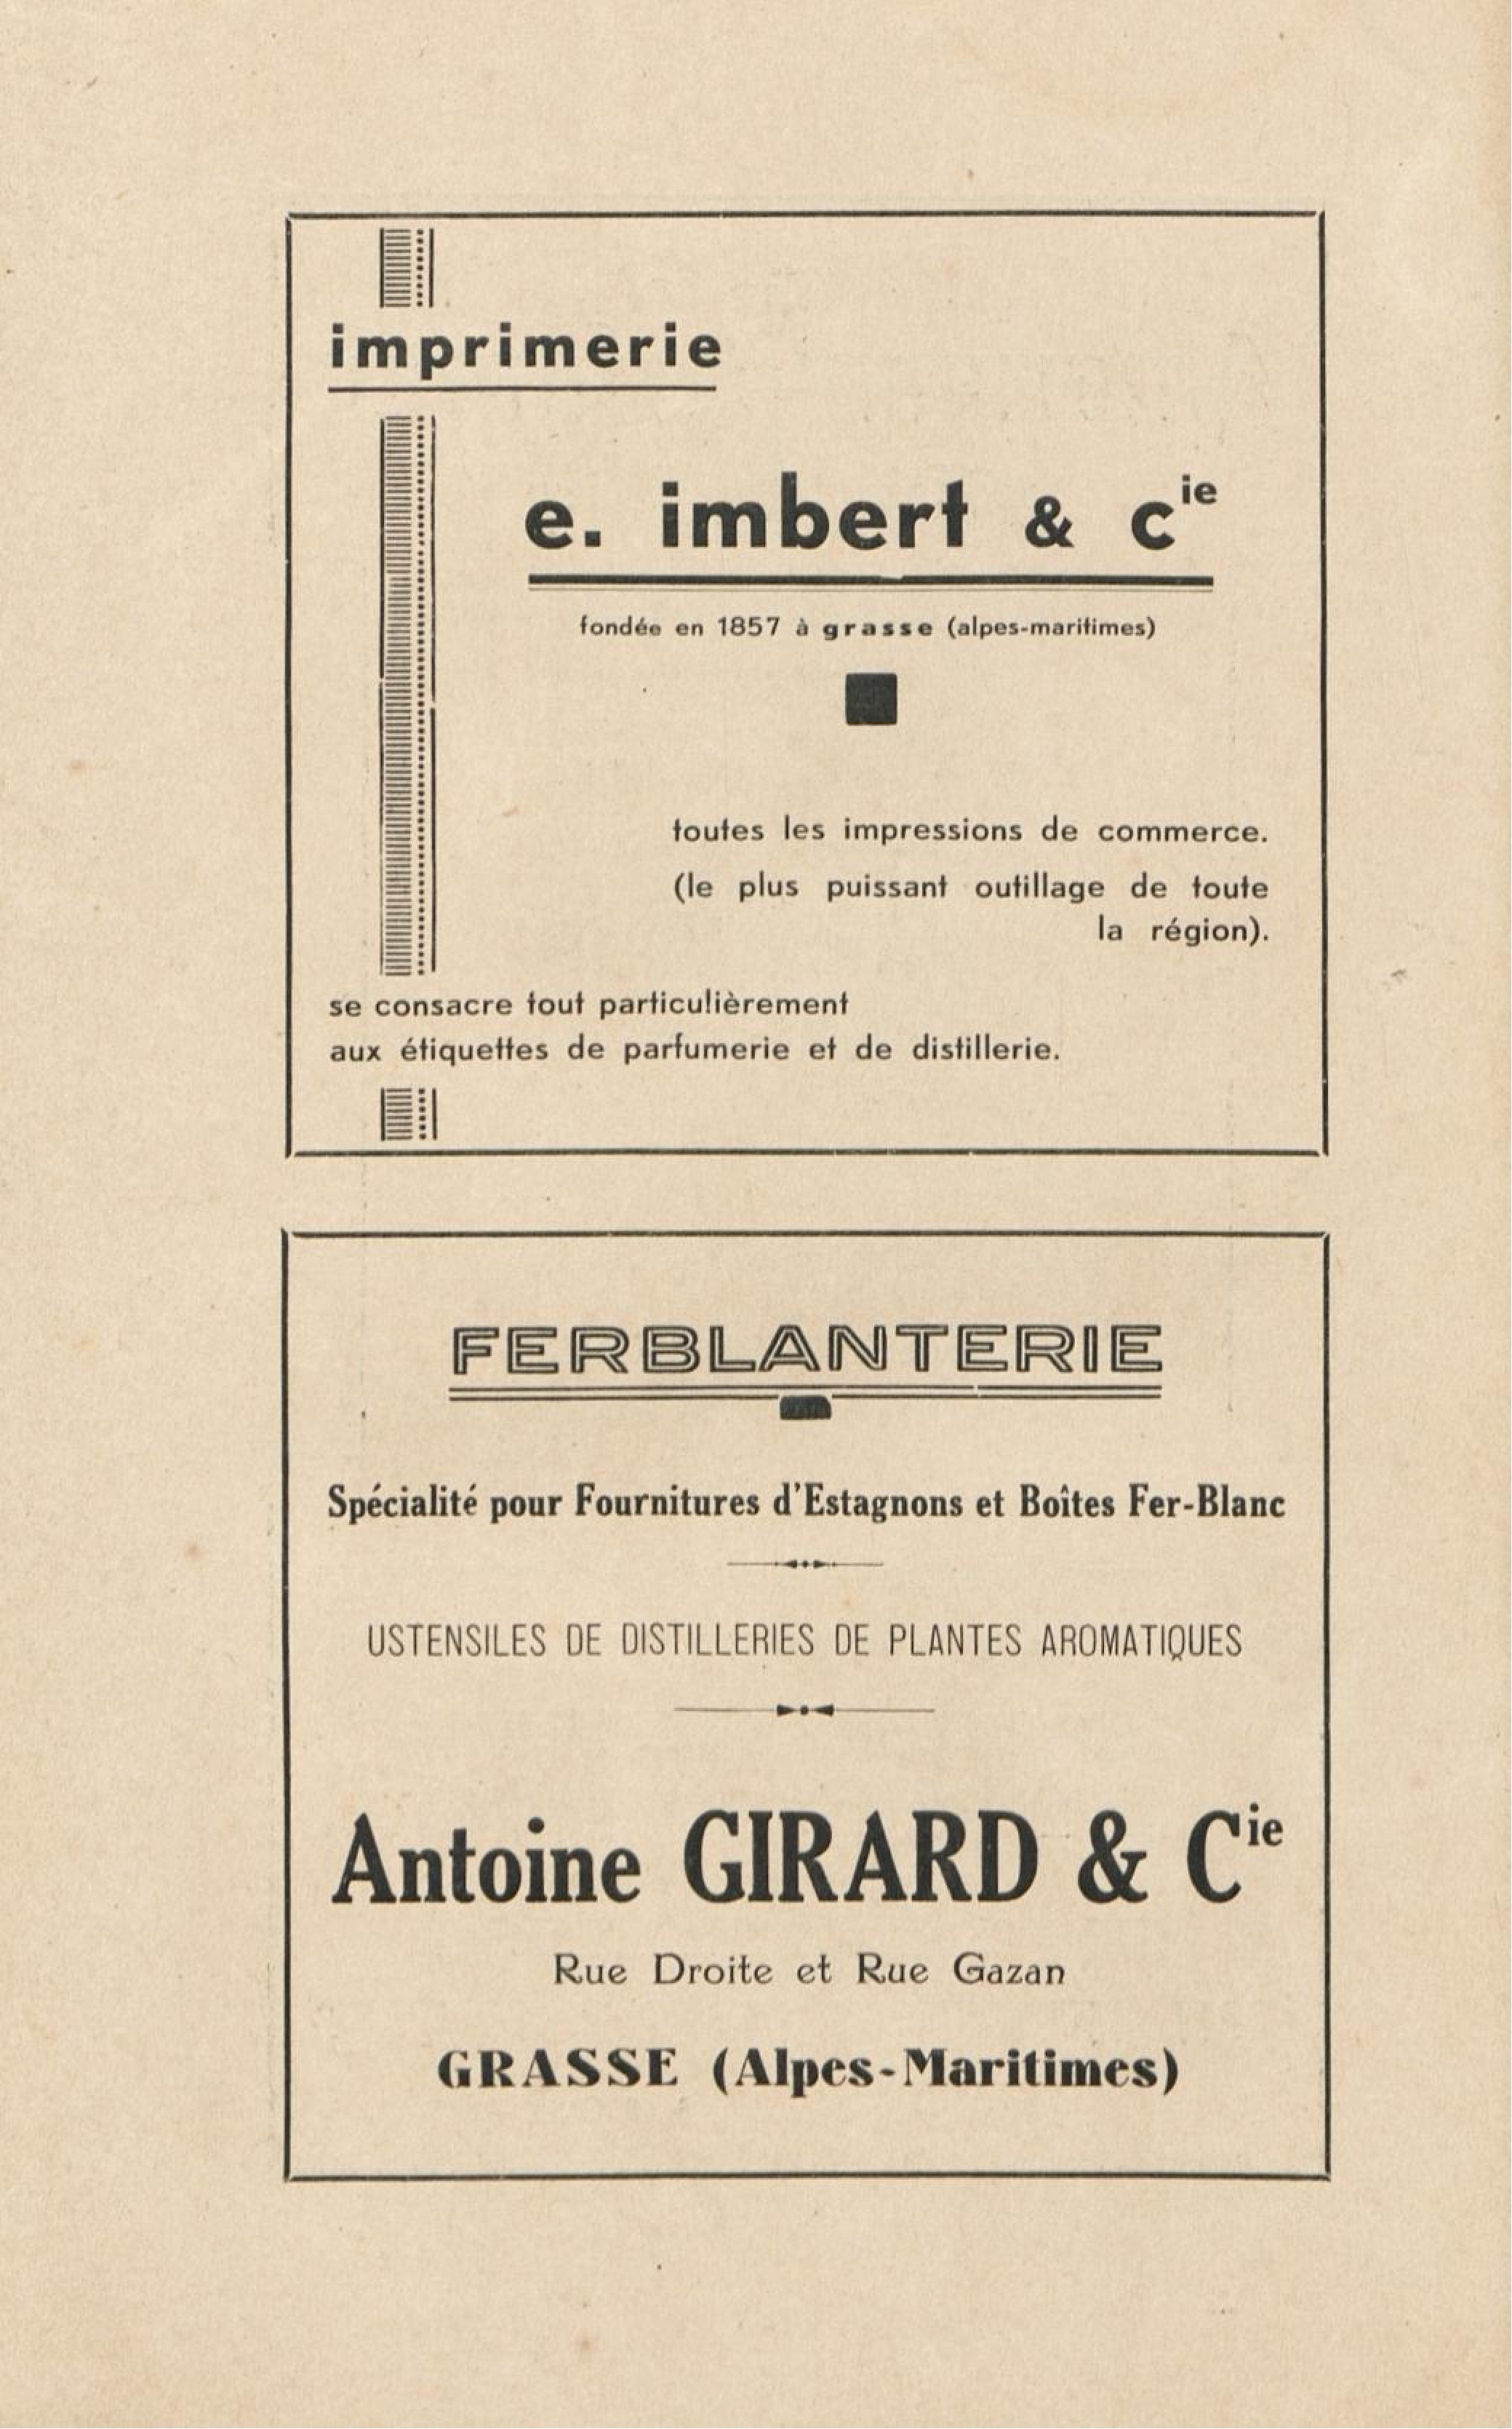 imprimerie
e. imbert & cie
fondée en 1857 à grasse (alpes-maritimes)
toutes les impressions de commerce.
(le plus puissant outillage de toute
la région).
se consacre tout particulièrement
aux étiquettes de parfumerie et de distillerie.
FERBLANTERIE
Spécialité pour Fournitures d'Estagnons et Boîtes Fer-Blanc
USTENSILES DE DISTILLERIES DE PLANTES AROMATIQUES
Antoine GIRARD & Cie
Rue Droite et Rue Gazan
GRASSE (Alpes-Maritimes)